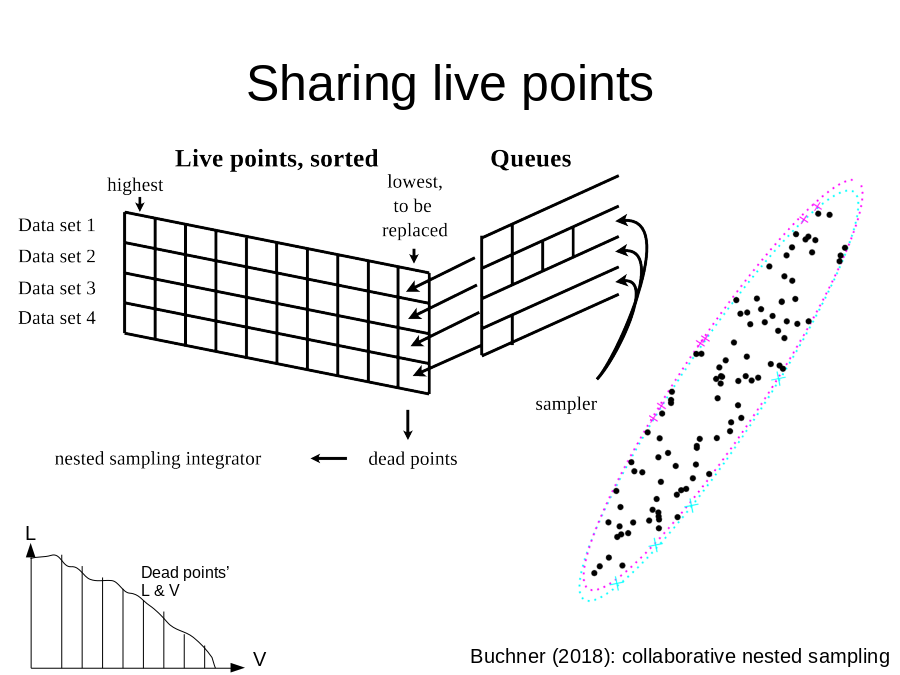 Sharing live points
Live points, sorted
Queues
highest
lowest,
to be
replaced
Data set 1
Data set 2
Data set 3
Data set 4
sampler
nested sampling integrator
dead points
L
Dead points’
L & V
V
Buchner (2018): collaborative nested sampling